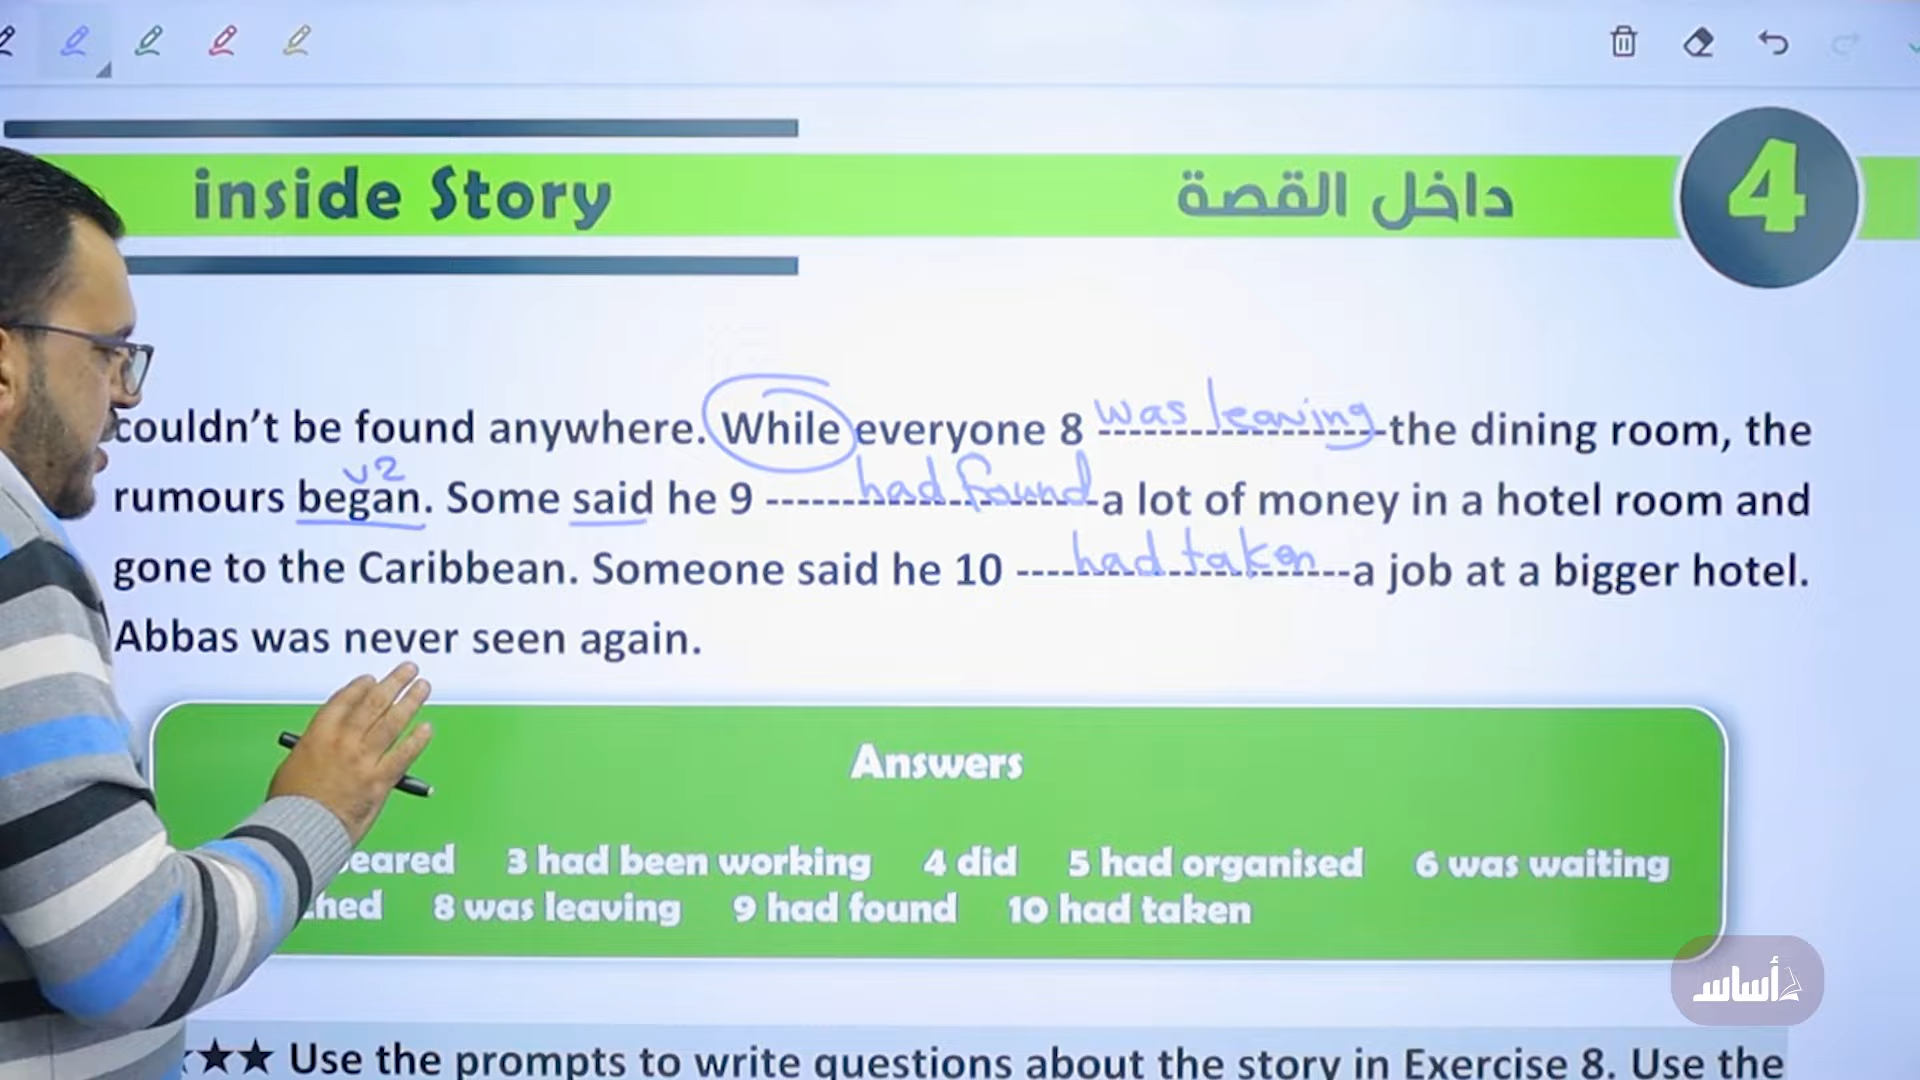 inside Story
داخل القصة
4
couldn't be found anywhere. While everyone 8 was leaving the dining room, the
v2
rumours began. Some said he 9 had found a lot of money in a hotel room and
gone to the Caribbean. Someone said he 10 had taken a job at a bigger hotel.
Abbas was never seen again.
Answers
eared 3 had been working 4 did 5 had organised 6 was waiting
hed 8 was leaving 9 had found 10 had taken
أساس
★★ Use the prompts to write questions about the story in Exercise 8. Use the